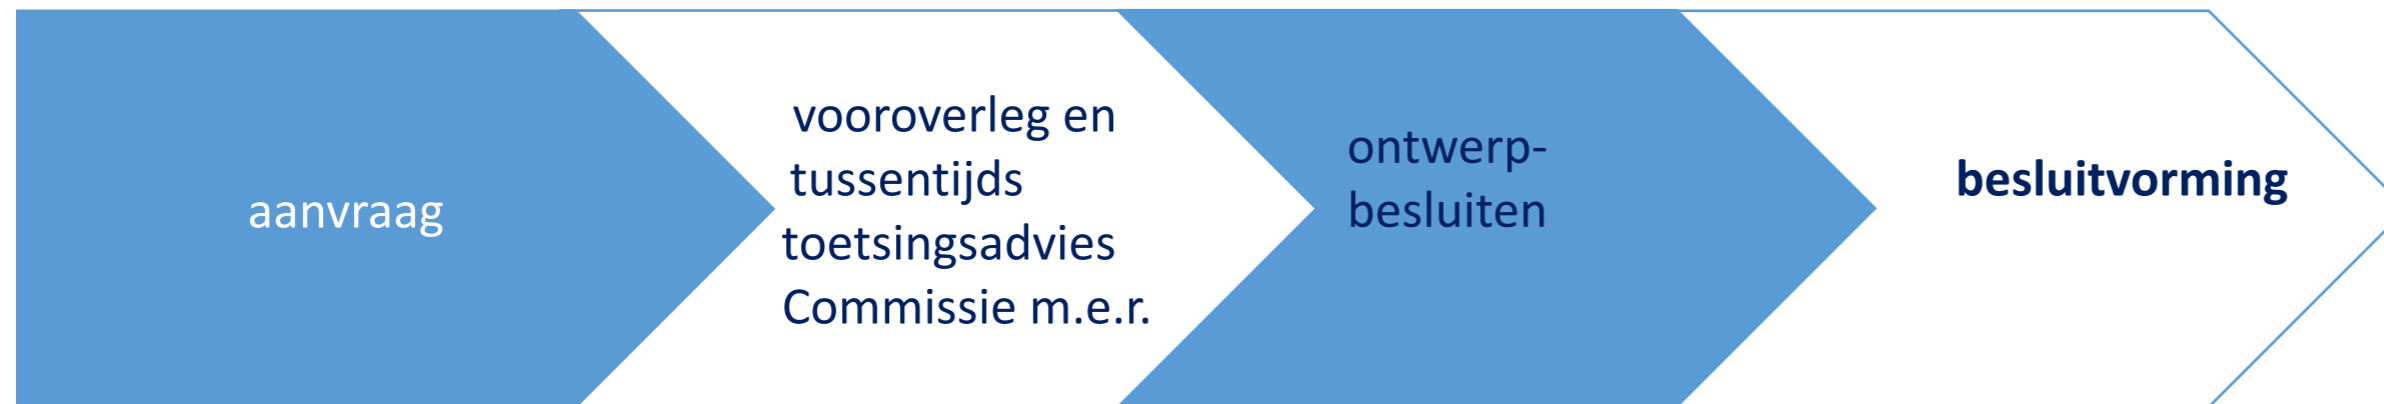 aanvraag
vooroverleg en
tussentijds
toetsingsadvies
Commissie m.e.r.
ontwerp-
besluiten
besluitvorming